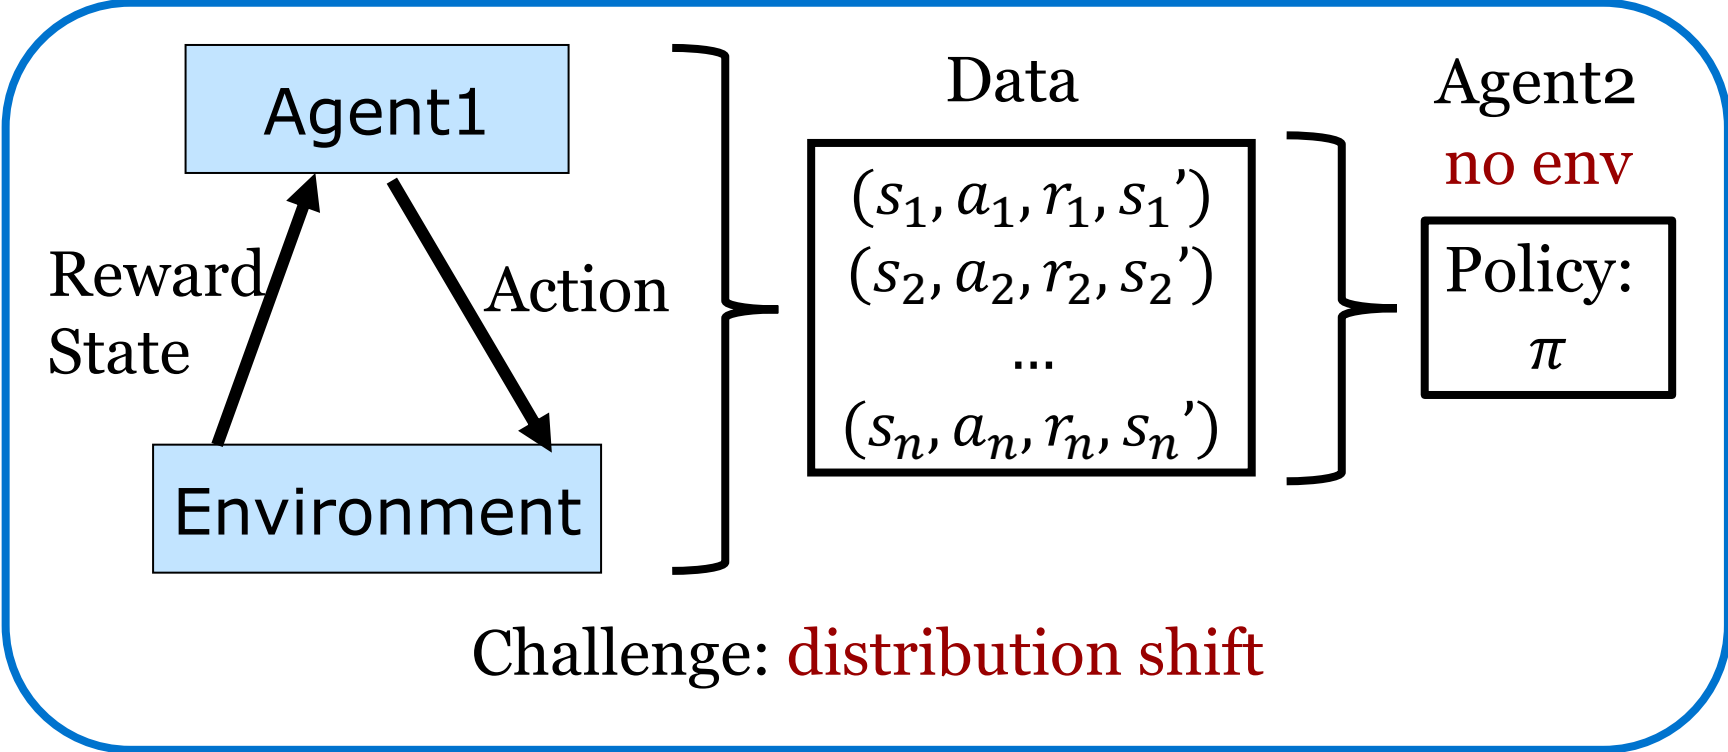 Agent1
Reward
State
Action
Environment
Data
(s₁, a₁, r₁, s₁’)
(s₂, a₂, r₂, s₂’)
...
(sₙ, aₙ, rₙ, sₙ’)
Agent2
no env
Policy:
π
Challenge: distribution shift